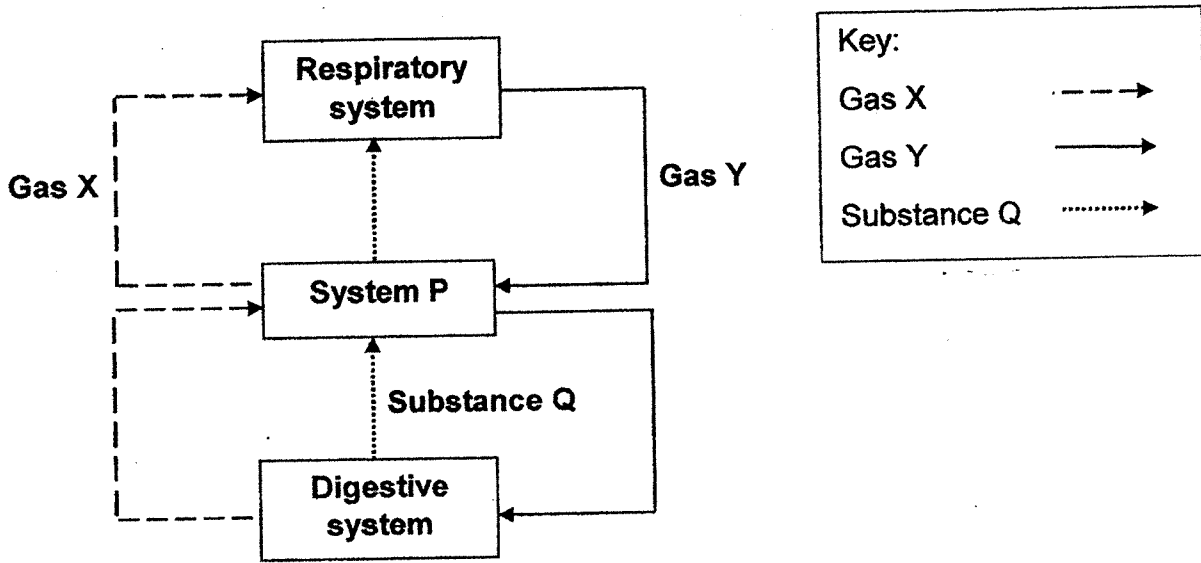 Respiratory
system
Gas X
Gas Y
System P
Substance Q
Digestive
system
Key:
Gas X
Gas Y
Substance Q